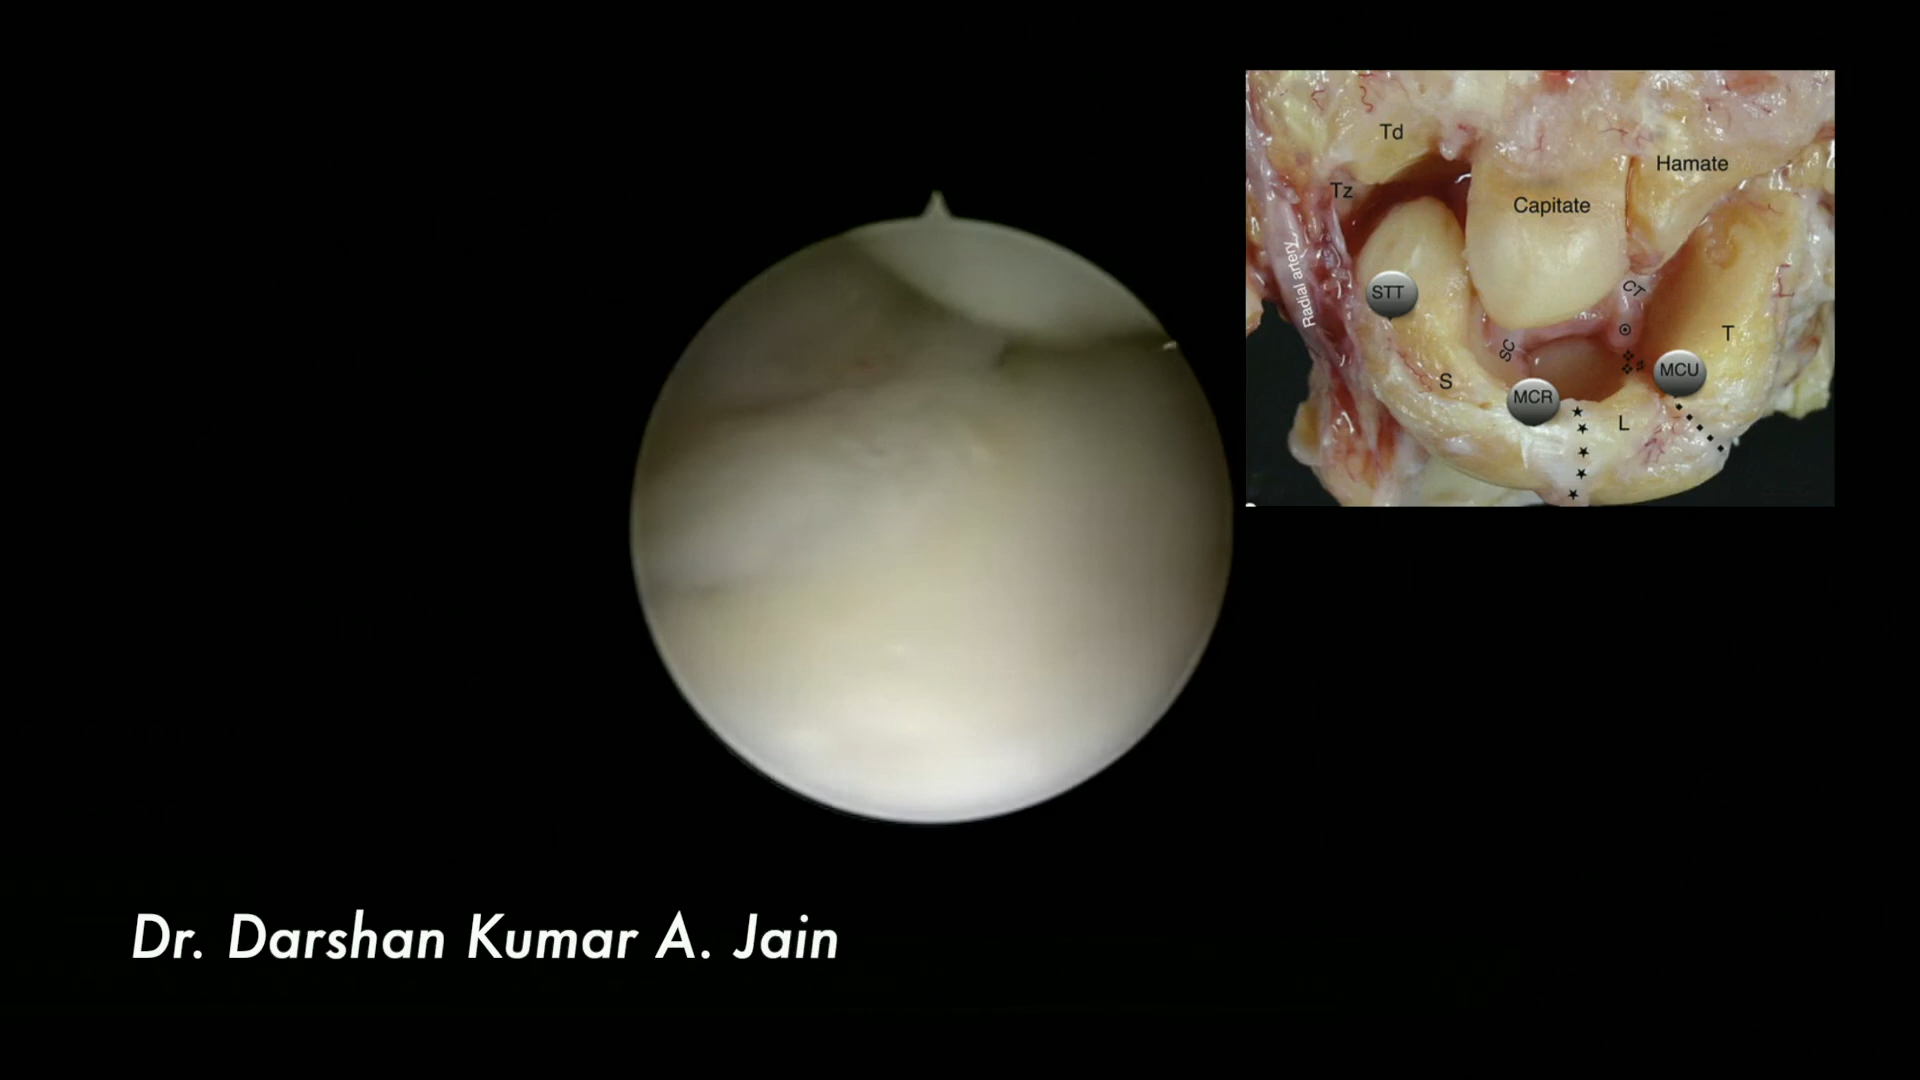 Td
Hamate
Tz
Capitate
Radial artery
STT
CT
SC
T
MCU
S
MCR
L
Dr. Darshan Kumar A. Jain